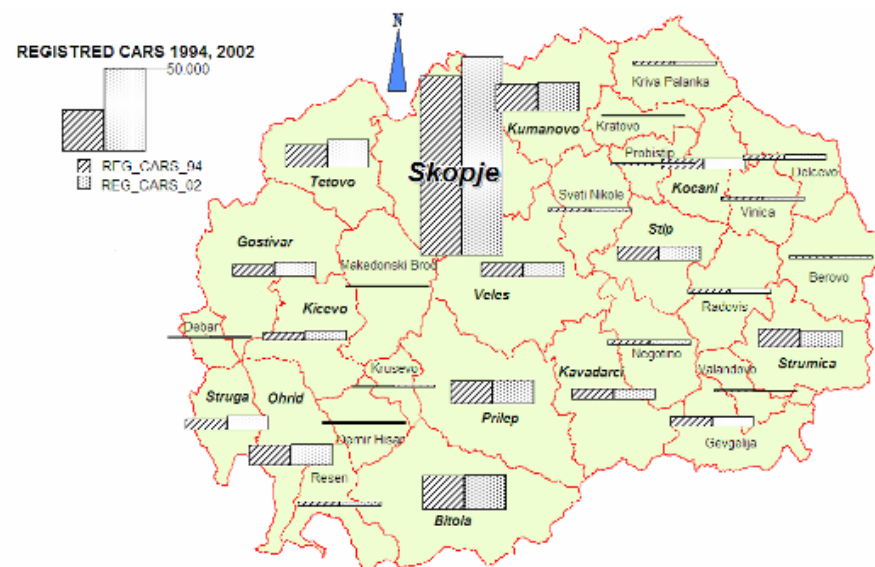 N
REGISTRED CARS 1994, 2002
50.000
REG_CARS_94
REG_CARS_02
Kriva Palanka
Kumanovo
Kratovo
Tetovo
Skopje
Probistip
Kocani
Delcevo
Sveti Nikole
Vinica
Stip
Gostivar
Makedonski Brod
Veles
Berovo
Radovis
Kicevo
Debar
Negotino
Strumica
Krusevo
Kavadarci
Valandovo
Struga
Ohrid
Prilep
Demir Hisar
Gevgelija
Resen
Bitola